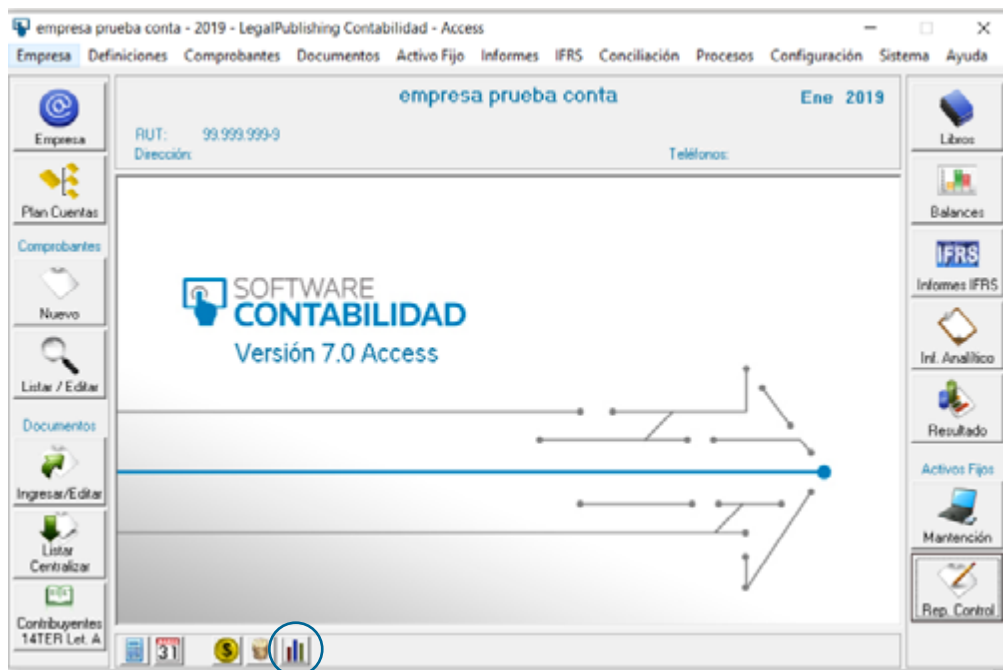 empresa prueba conta - 2019 - LegalPublishing Contabilidad - Access
Empresa Definiciones Comprobantes Documentos Activo Fijo Informes IFRS Conciliación Procesos Configuración Sistema Ayuda
empresa prueba conta
Ene 2019
RUT: 99.999.999-9
Dirección:
Teléfonos:
Empresa
Plan Cuentas
Comprobantes
Nuevo
Listar / Editar
Documentos
Ingresar/Editar
Listar
Centralizar
Contribuyentes
14TER Let. A
SOFTWARE
CONTABILIDAD
Versión 7.0 Access
Libros
Balances
IFRS
Informes IFRS
Inf. Analítico
Resultado
Activos Fijos
Mantención
Rep. Control
31
$